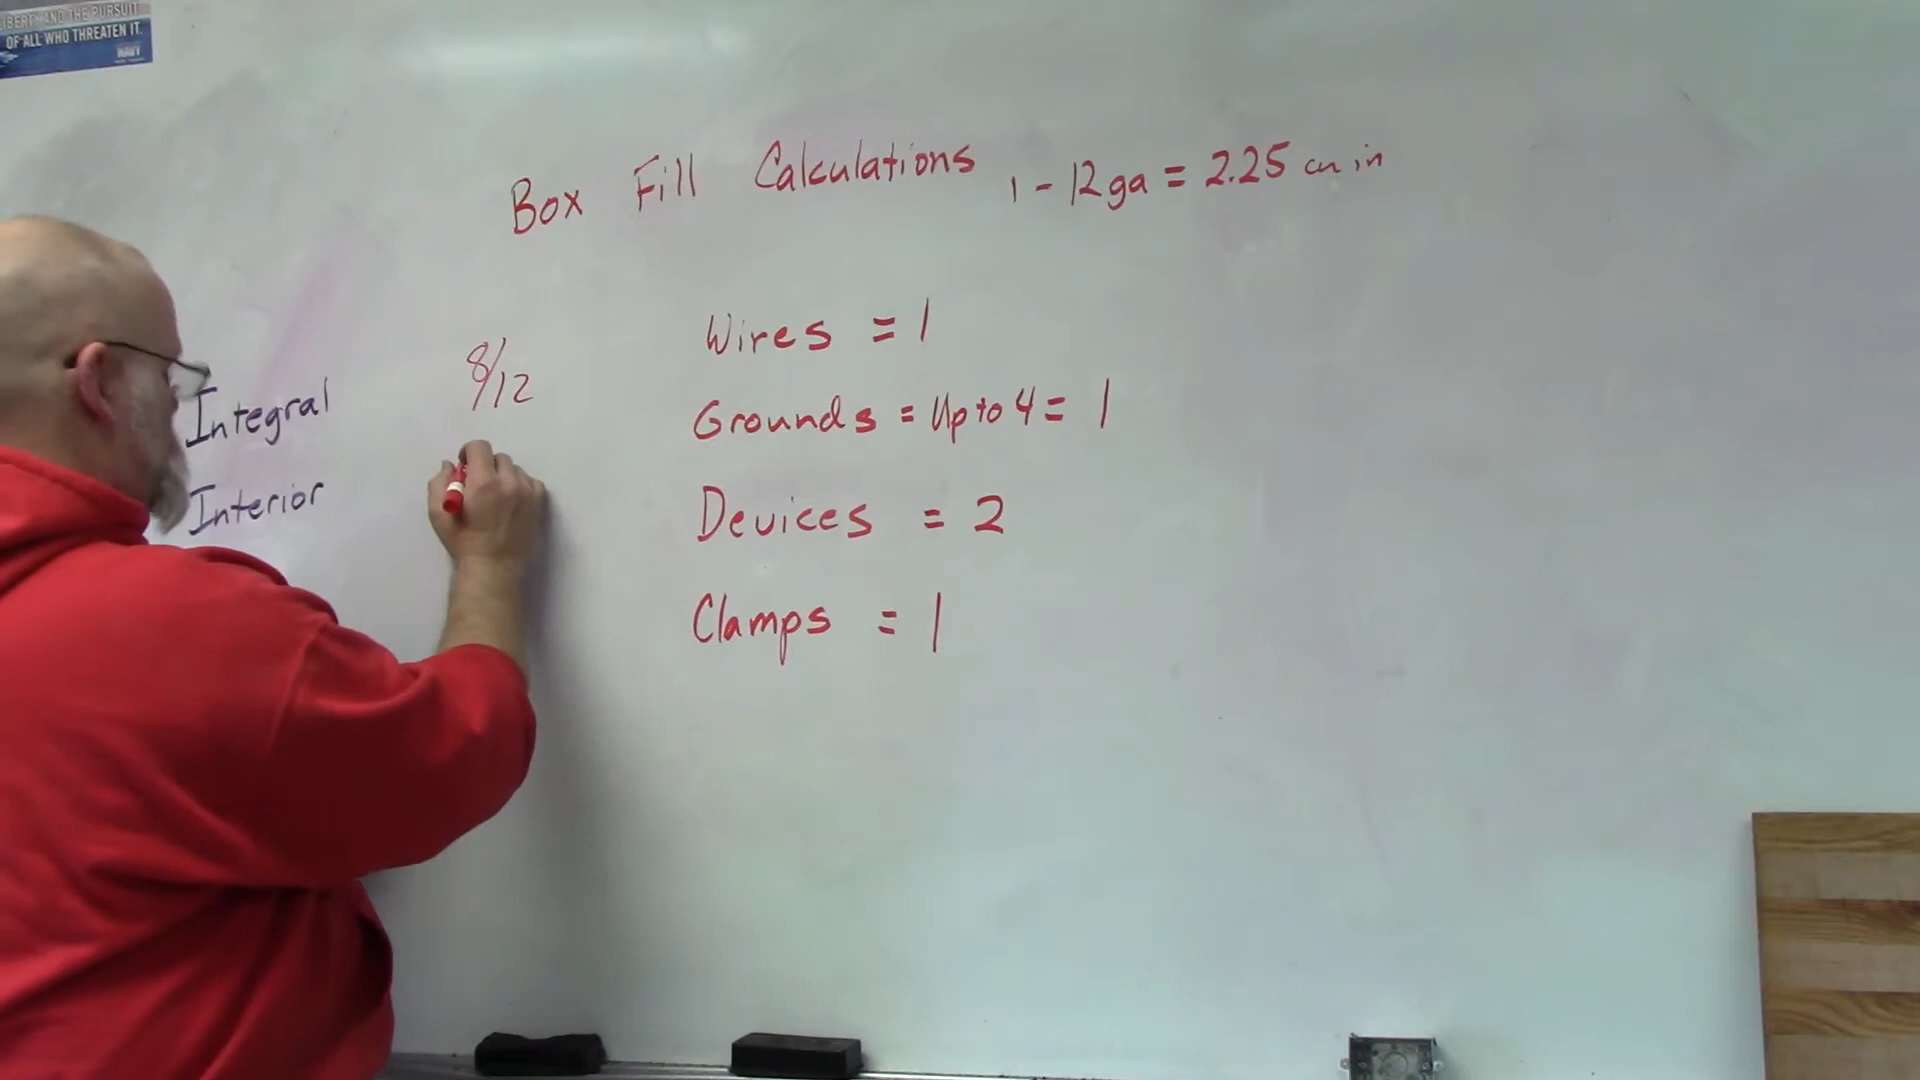 LIBERTY AND THE PURSUIT
OF ALL WHO THREATEN IT.
NAVY
Box Fill Calculations 1 - 12ga = 2.25 cu in
Wires = 1
8/12
Integral
Grounds = Up to 4 = 1
Interior
Devices = 2
Clamps = 1